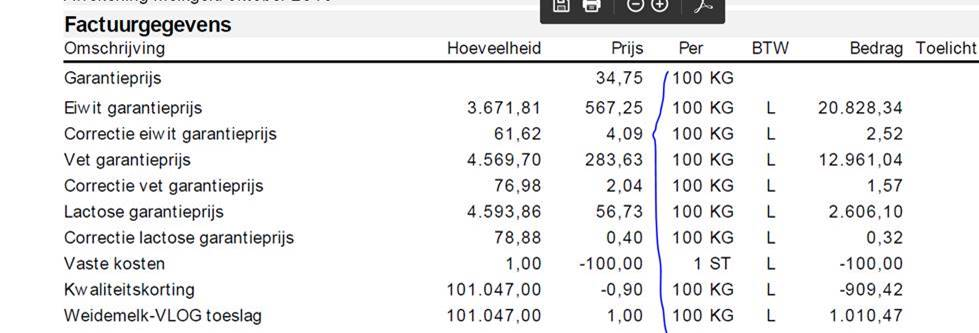 Factuurgegevens
Omschrijving Hoeveelheid Prijs Per BTW Bedrag Toelicht
Garantieprijs 34,75 100 KG
Eiwit garantieprijs 3.671,81 567,25 100 KG L 20.828,34
Correctie eiwit garantieprijs 61,62 4,09 100 KG L 2,52
Vet garantieprijs 4.569,70 283,63 100 KG L 12.961,04
Correctie vet garantieprijs 76,98 2,04 100 KG L 1,57
Lactose garantieprijs 4.593,86 56,73 100 KG L 2.606,10
Correctie lactose garantieprijs 78,88 0,40 100 KG L 0,32
Vaste kosten 1,00 -100,00 1 ST L -100,00
Kwaliteitskorting 101.047,00 -0,90 100 KG L -909,42
Weidemelk-VLOG toeslag 101.047,00 1,00 100 KG L 1.010,47